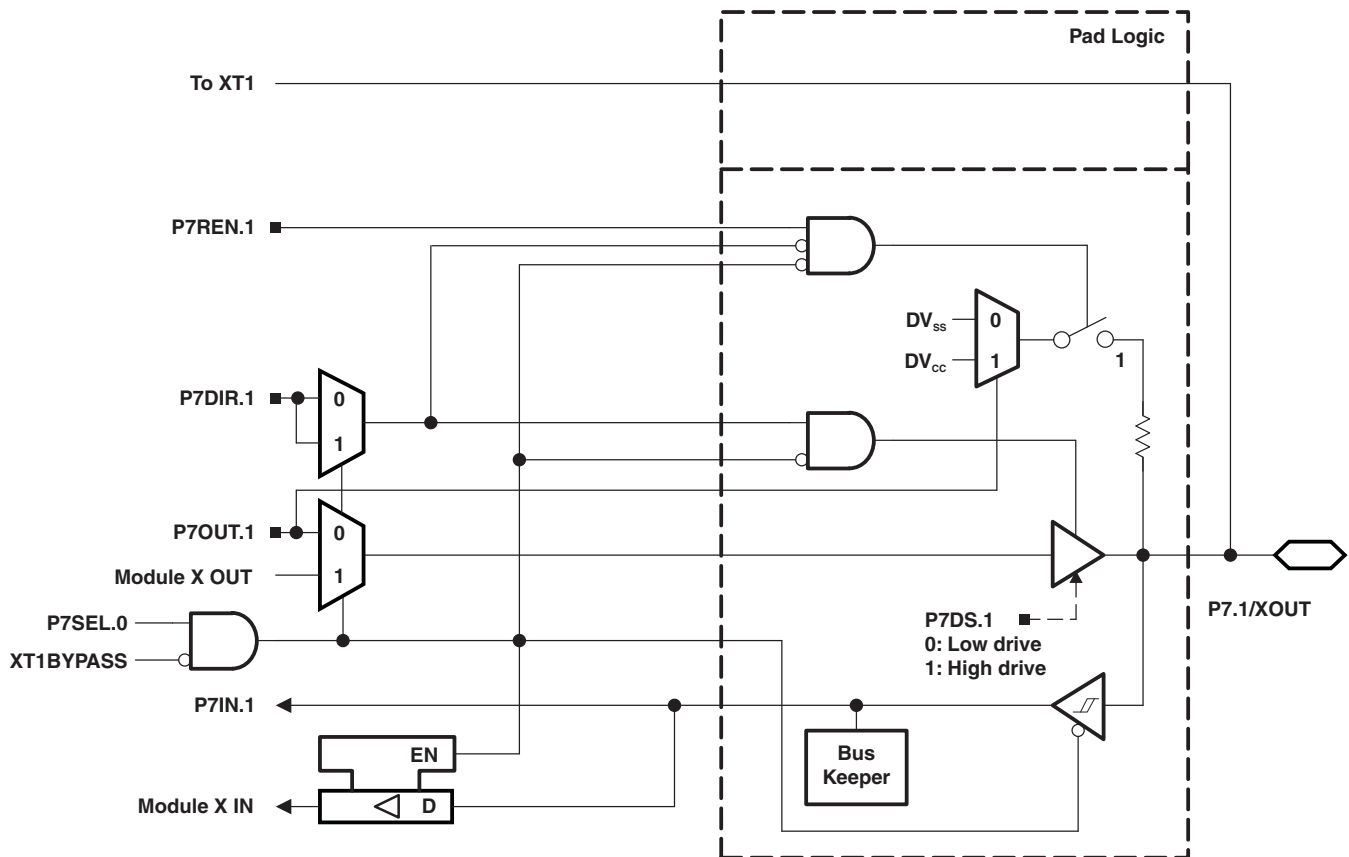 Pad Logic
To XT1
P7REN.1
DVss
0
DVcc
1
1
P7DIR.1
0
1
P7OUT.1
0
Module X OUT
1
P7SEL.0
XT1BYPASS
P7DS.1
0: Low drive
1: High drive
P7.1/XOUT
P7IN.1
EN
Bus
Keeper
Module X IN
D